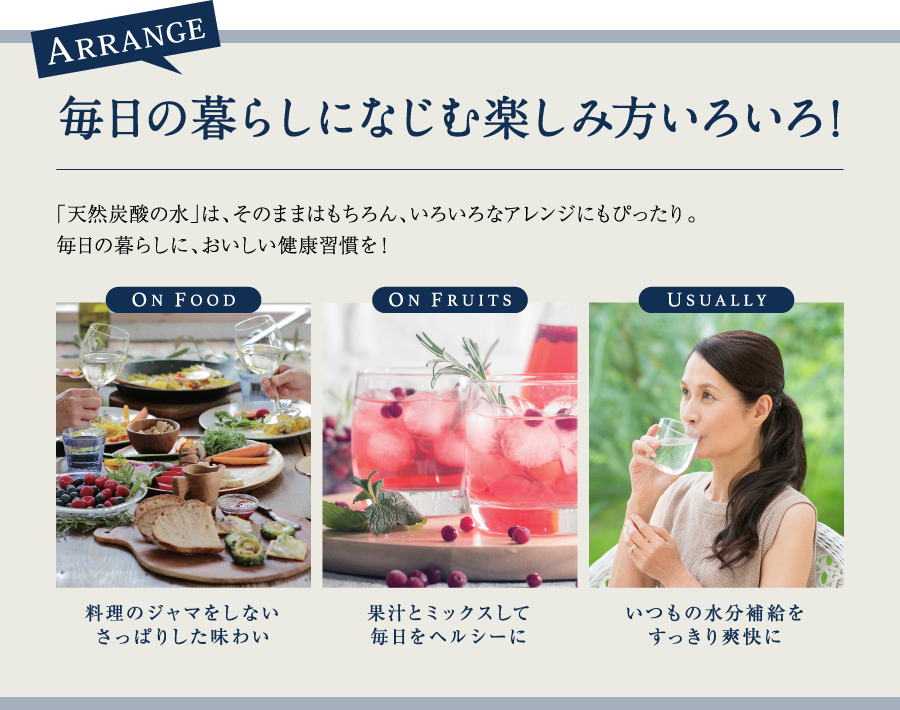 ARRANGE
毎日の暮らしになじむ楽しみ方いろいろ!
「天然炭酸の水」は、そのままはもちろん、いろいろなアレンジにもぴったり。
毎日の暮らしに、おいしい健康習慣を!
ON FOOD
料理のジャマをしない
さっぱりした味わい
ON FRUITS
果汁とミックスして
毎日をヘルシーに
USUALLY
いつもの水分補給を
すっきり爽快に